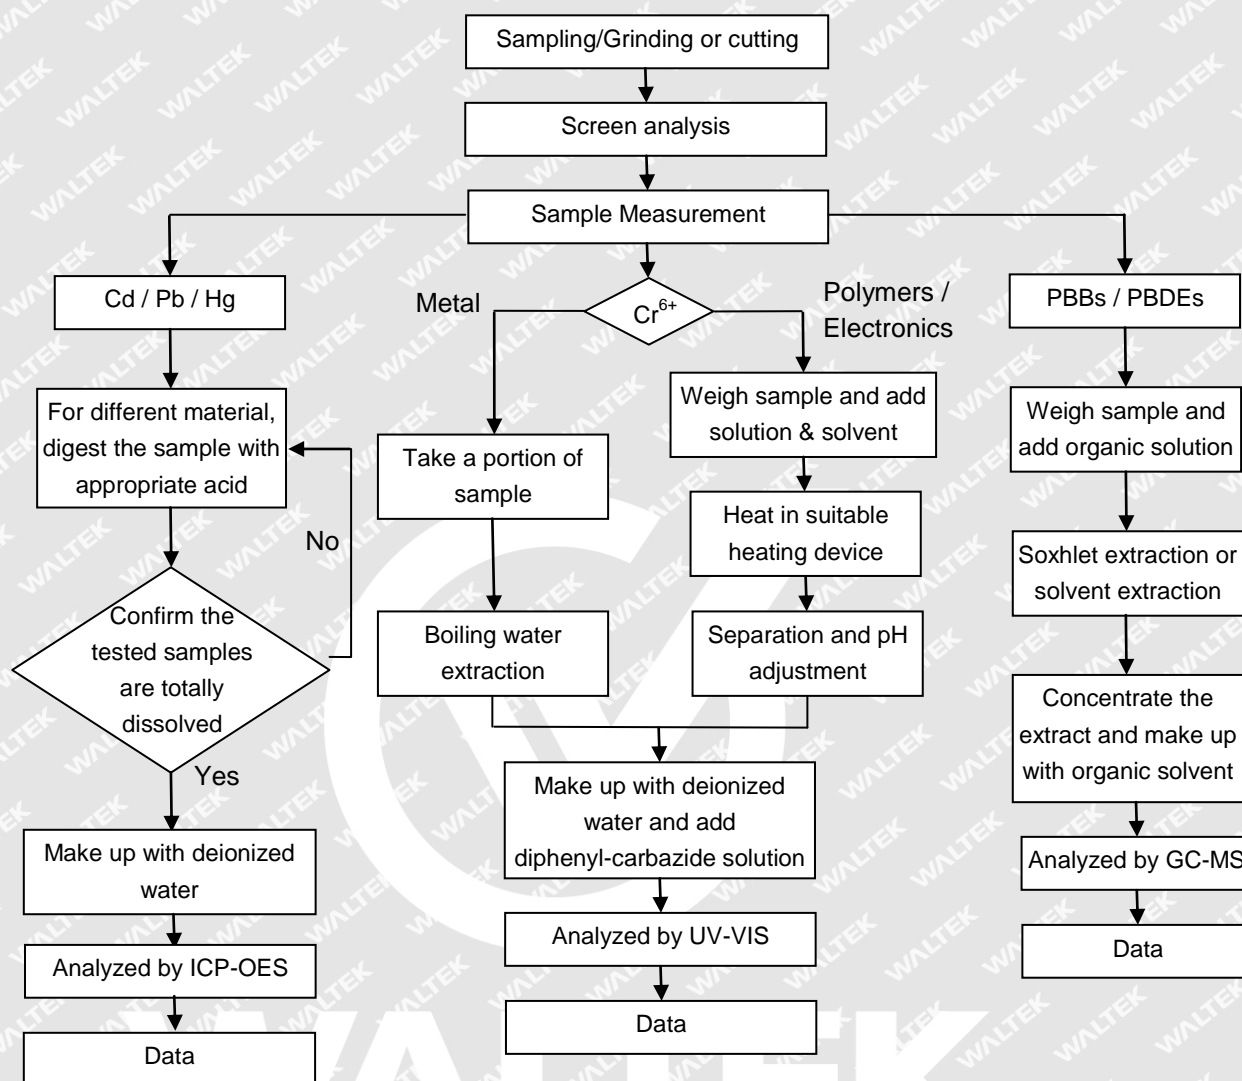 Sampling/Grinding or cutting
Screen analysis
Sample Measurement
Cd / Pb / Hg
For different material,
digest the sample with
appropriate acid
No
Confirm the
tested samples
are totally
dissolved
Yes
Make up with deionized
water
Analyzed by ICP-OES
Data
Metal
Cr6+
Polymers /
Electronics
Take a portion of
sample
Boiling water
extraction
Weigh sample and add
solution & solvent
Heat in suitable
heating device
Separation and pH
adjustment
Make up with deionized
water and add
diphenyl-carbazide solution
Analyzed by UV-VIS
Data
PBBs / PBDEs
Weigh sample and
add organic solution
Soxhlet extraction or
solvent extraction
Concentrate the
extract and make up
with organic solvent
Analyzed by GC-MS
Data
WALTEK